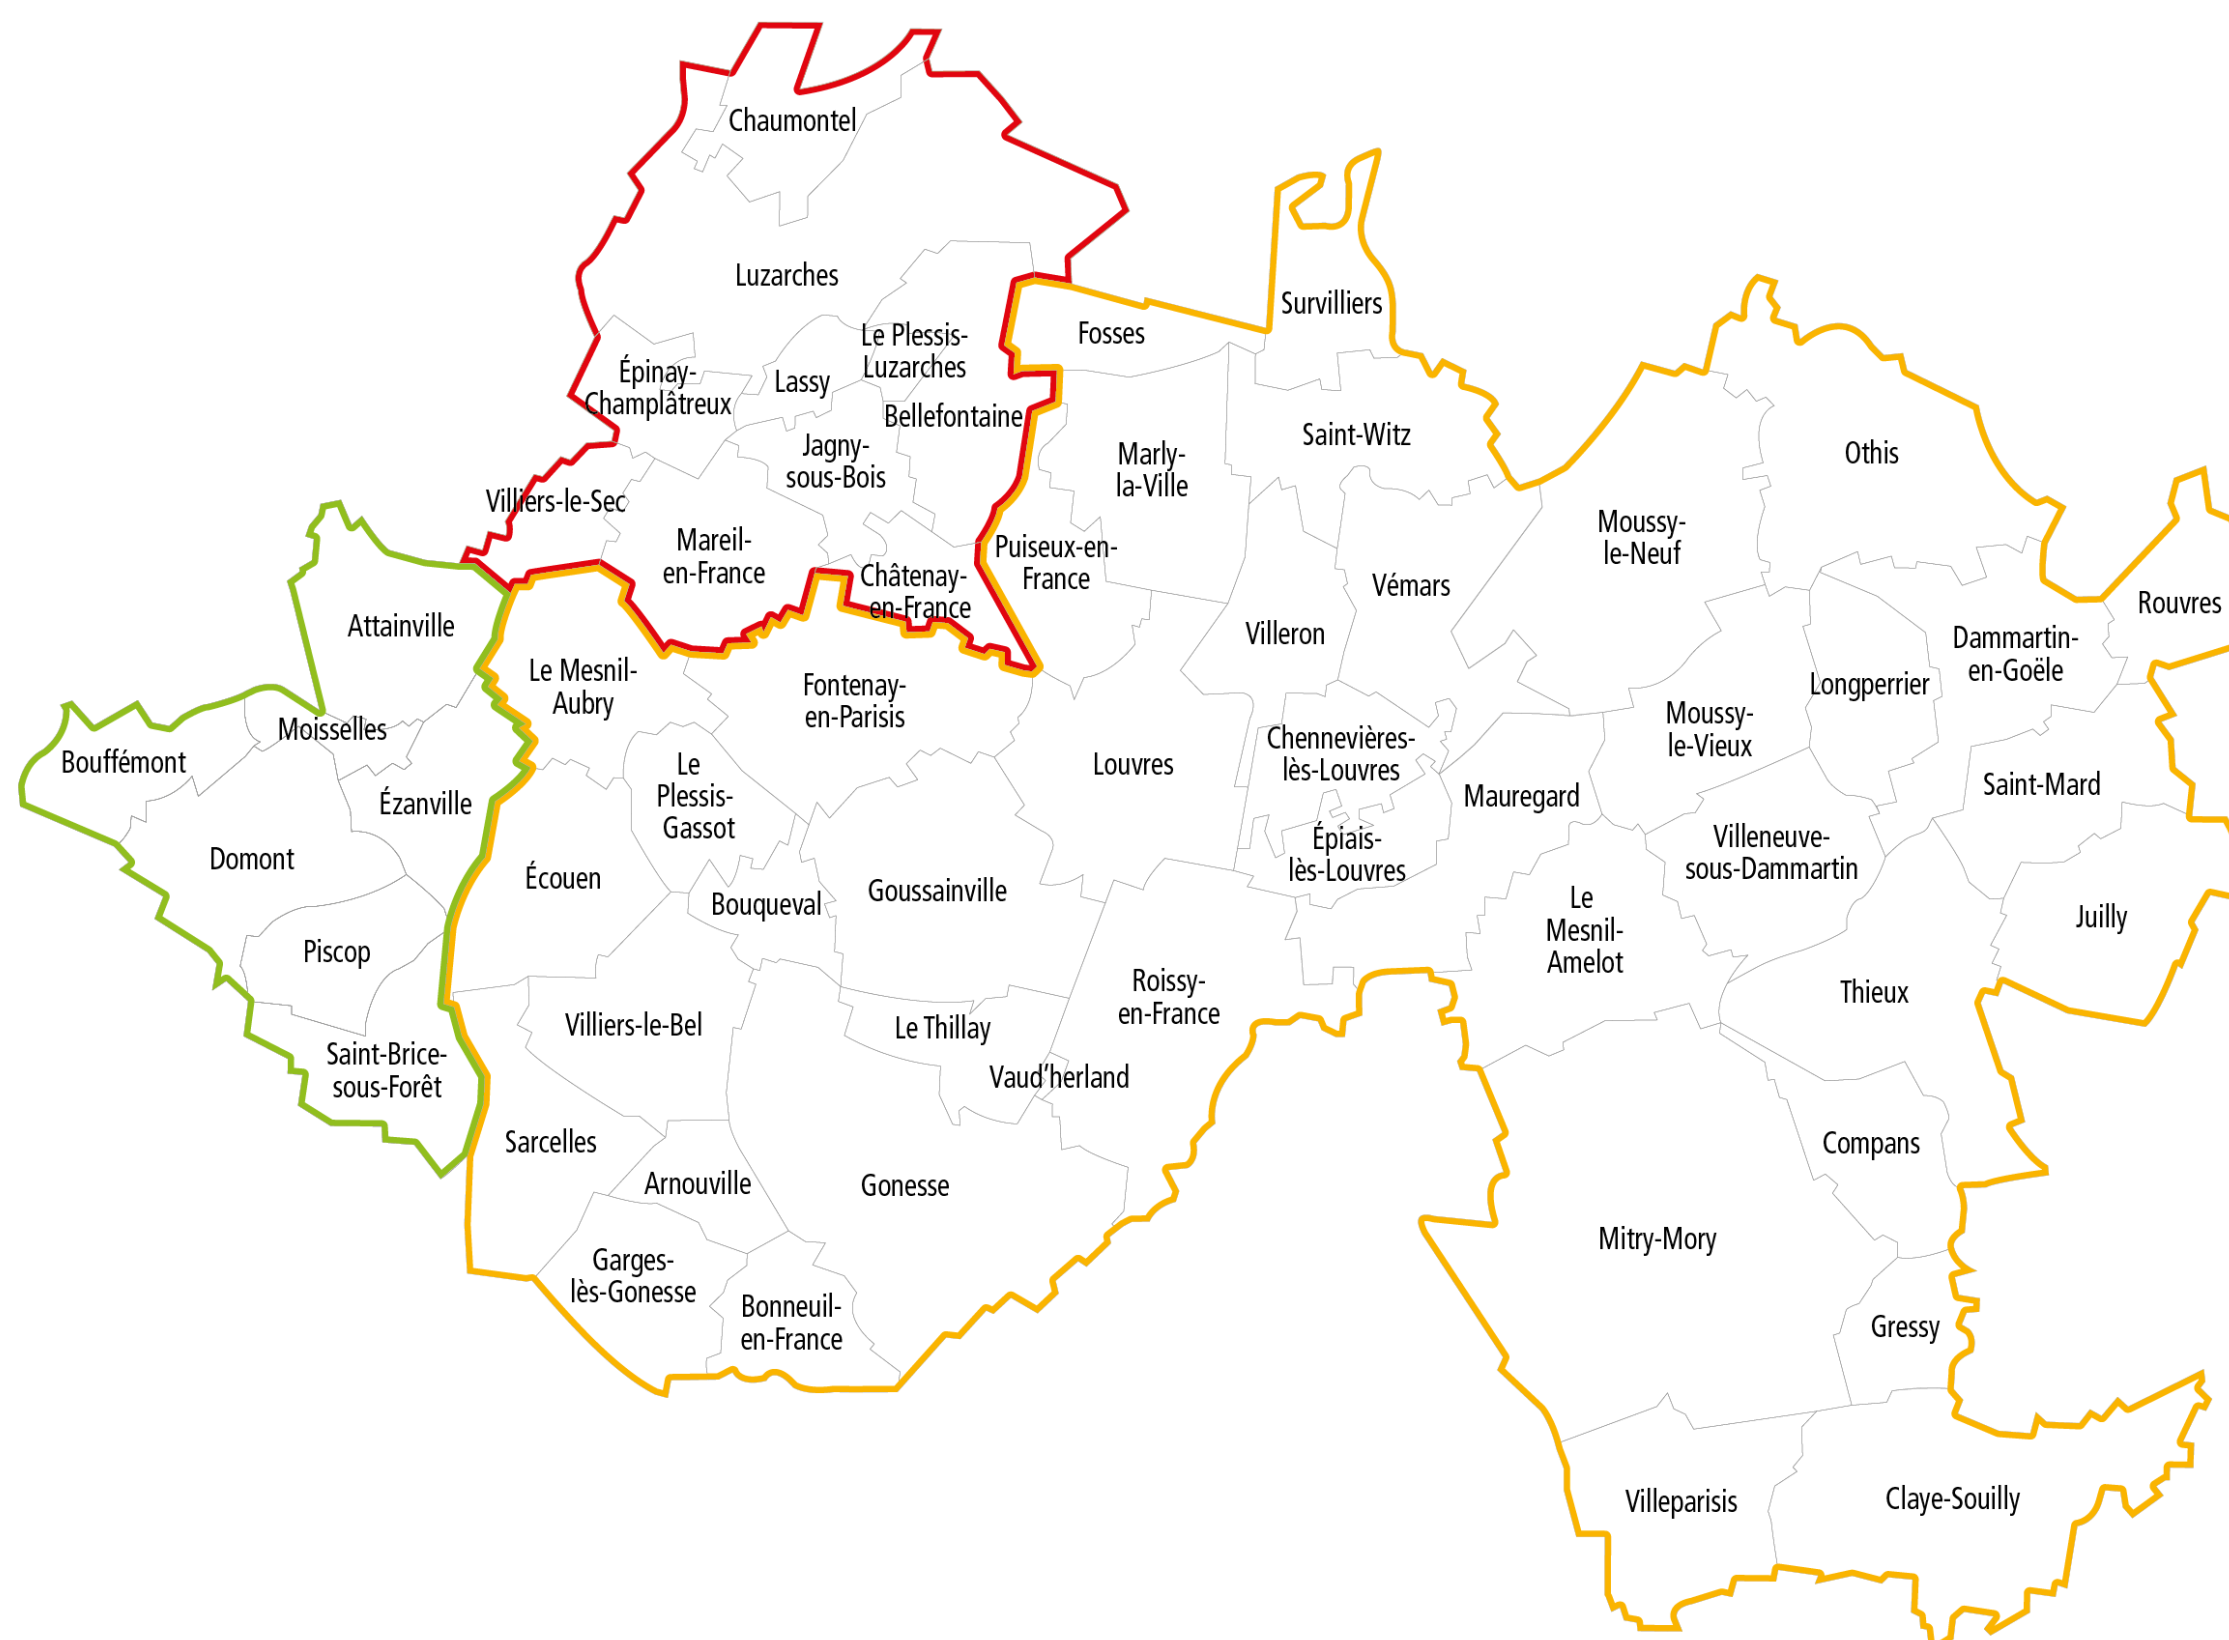 Chaumontel
Luzarches
Survilliers
Le Plessis-
Luzarches
Fosses
Épinay-
Champlâtreux
Lassy
Bellefontaine
Jagny-
sous-Bois
Saint-Witz
Marly-
la-Ville
Othis
Villiers-le-Sec
Mareil-
en-France
Châtenay-
en-France
Puiseux-en-
France
Moussy-
le-Neuf
Vémars
Rouvres
Attainville
Villeron
Dammartin-
en-Goële
Le Mesnil-
Aubry
Fontenay-
en-Parisis
Longperrier
Moisselles
Bouffémont
Moussy-
le-Vieux
Chennevières-
lès-Louvres
Louvres
Le
Plessis-
Gassot
Ézanville
Mauregard
Saint-Mard
Domont
Écouen
Épiais-
lès-Louvres
Villeneuve-
sous-Dammartin
Bouqueval
Goussainville
Le
Mesnil-
Amelot
Juilly
Piscop
Roissy-
en-France
Thieux
Villiers-le-Bel
Le Thillay
Saint-Brice-
sous-Forêt
Vaud'herland
Sarcelles
Compans
Arnouville
Gonesse
Mitry-Mory
Garges-
lès-Gonesse
Bonneuil-
en-France
Gressy
Villeparisis
Claye-Souilly